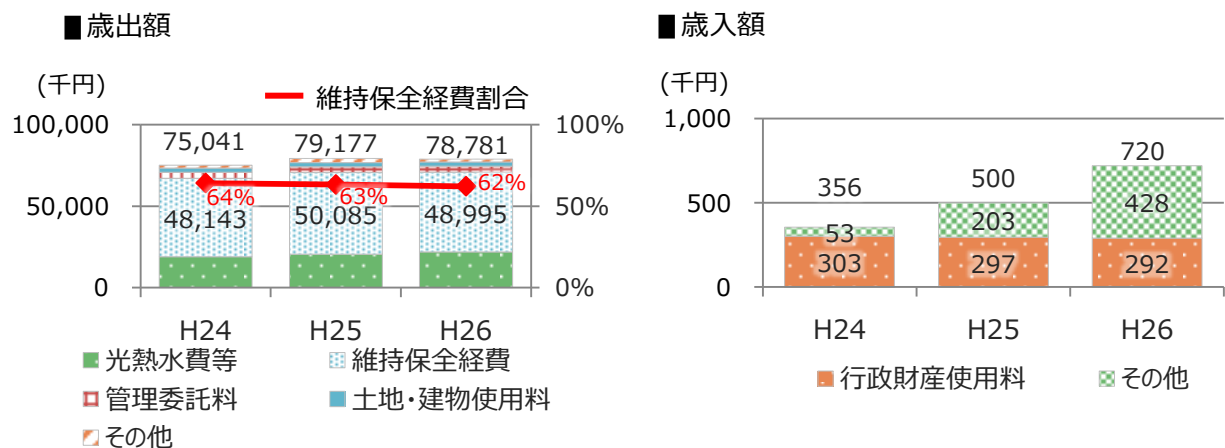 ■歳出額
(千円)
維持保全経費割合
100,000
50,000
0
100%
50%
0%
75,041
79,177
78,781
64%
63%
62%
48,143
50,085
48,995
H24
H25
H26
光熱水費等
維持保全経費
管理委託料
土地・建物使用料
その他
■歳入額
(千円)
1,000
500
0
356
500
720
53
203
428
303
297
292
H24
H25
H26
行政財産使用料
その他